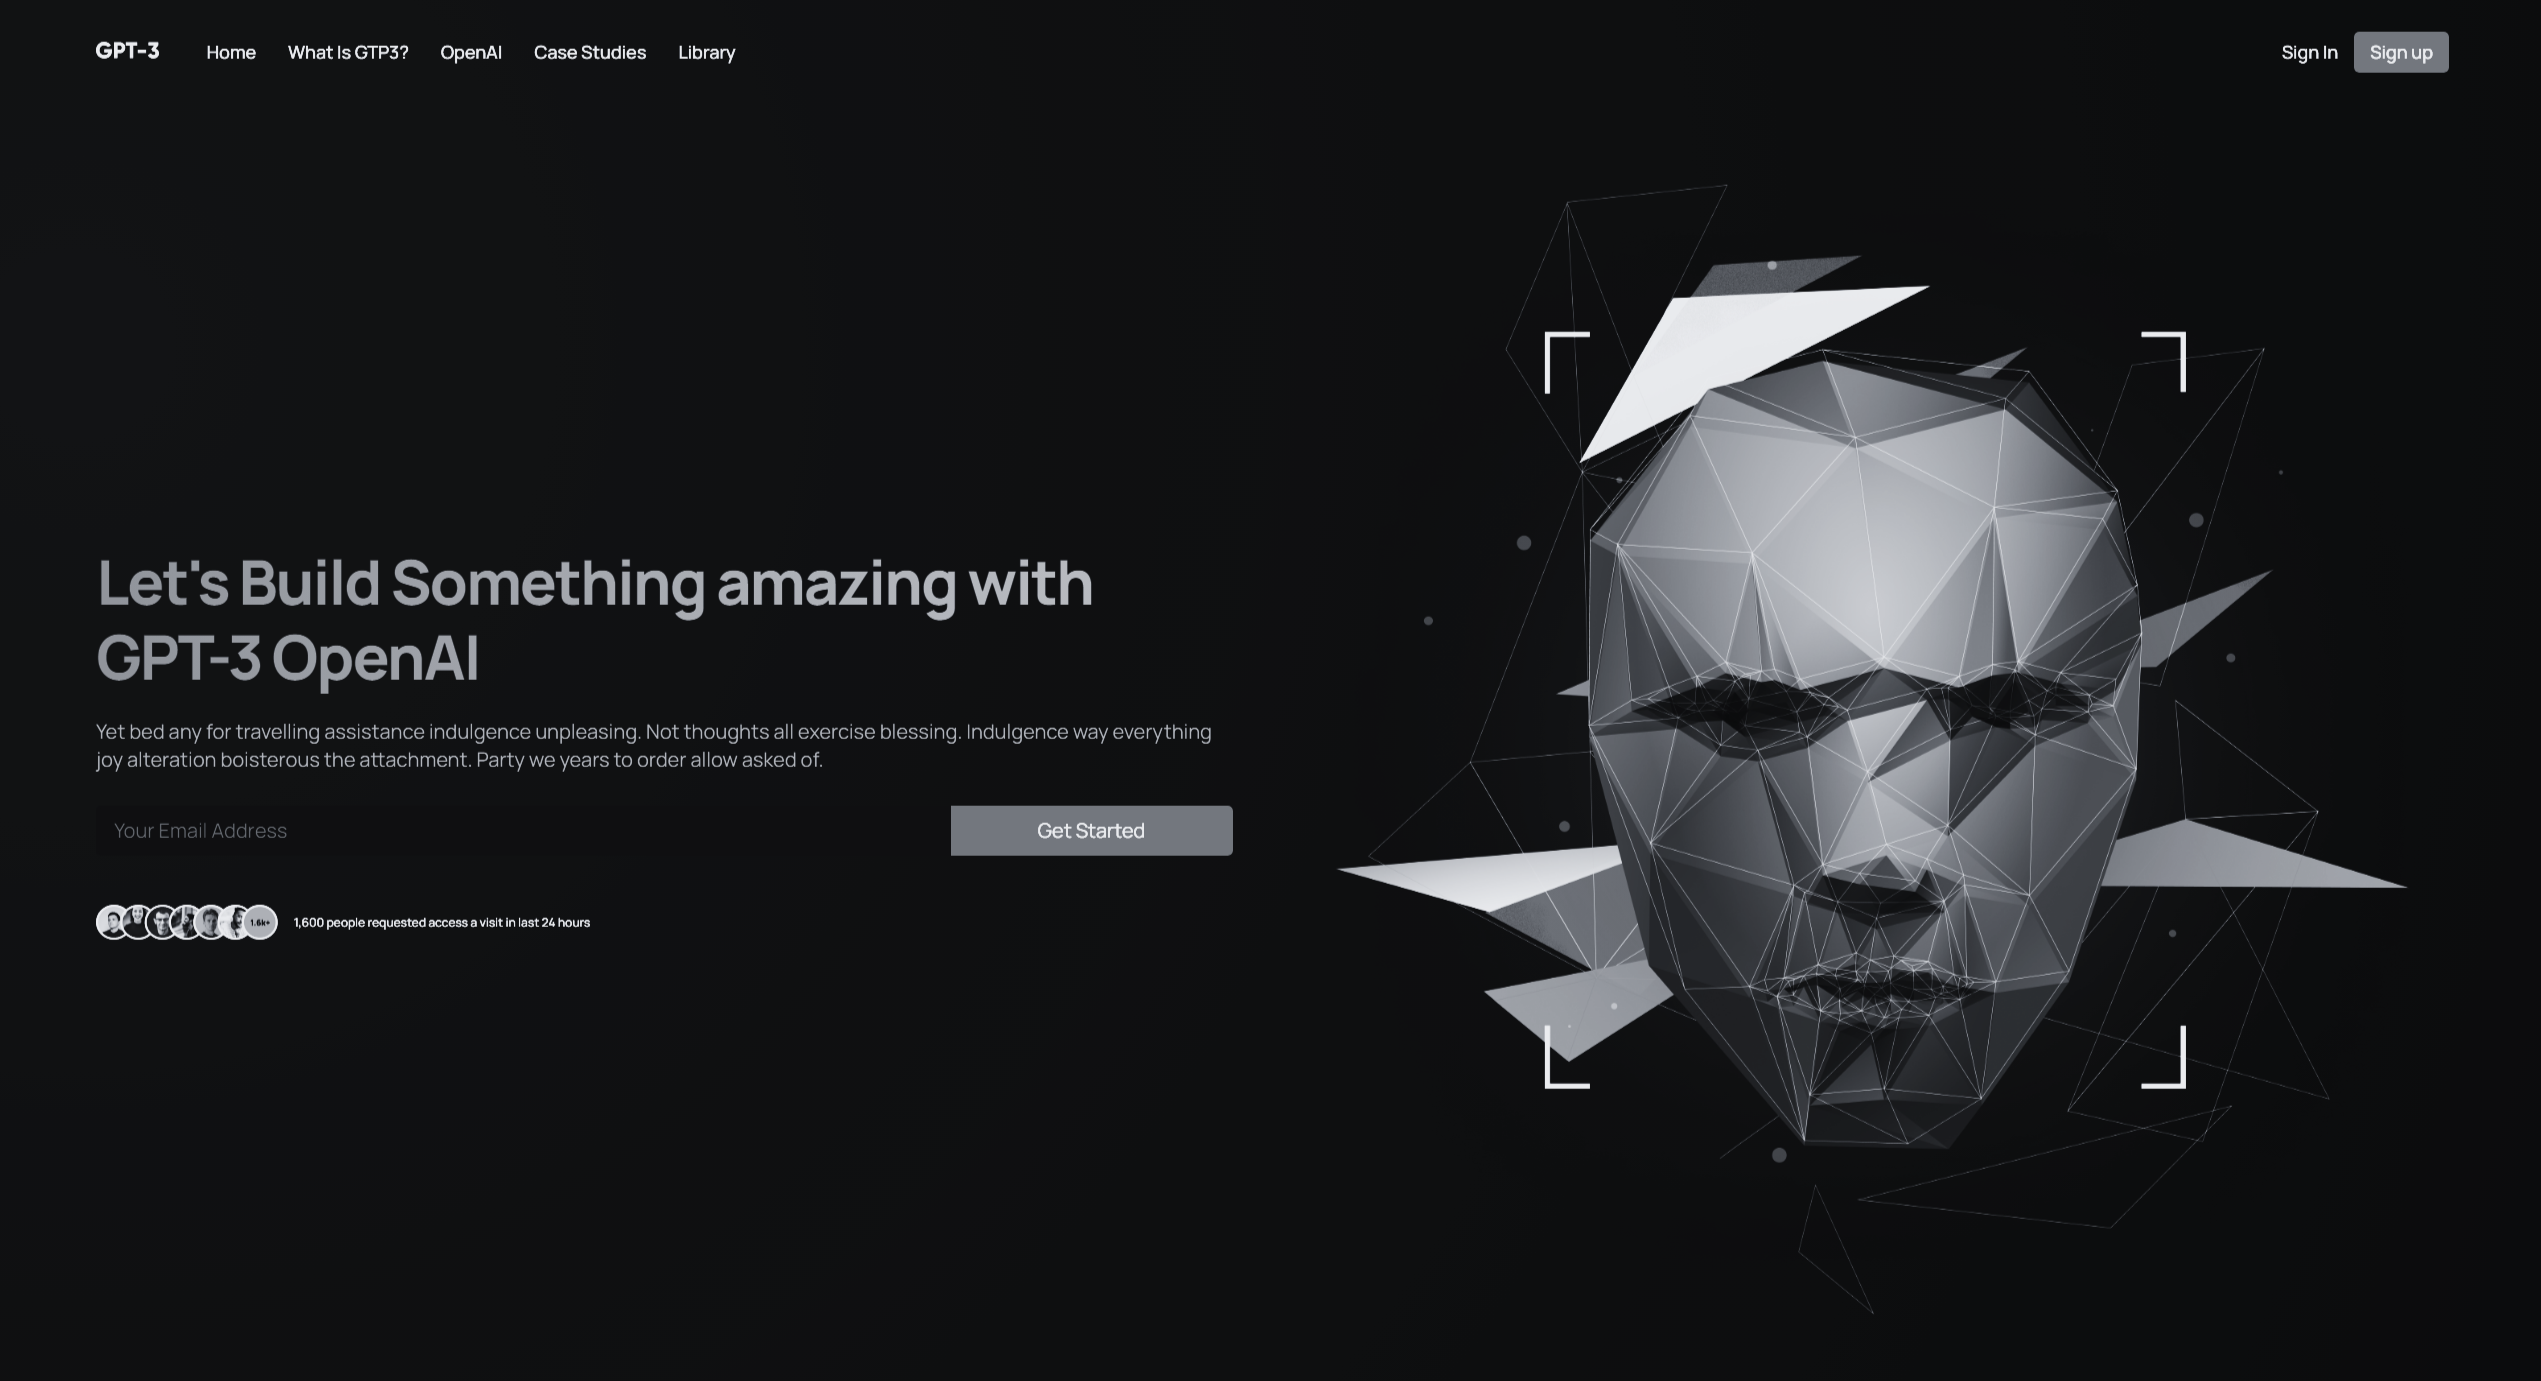 GPT-3
Home
What Is GTP3?
OpenAI
Case Studies
Library
Sign In
Sign up
Let's Build Something amazing with
GPT-3 OpenAI
Yet bed any for travelling assistance indulgence unpleasing. Not thoughts all exercise blessing. Indulgence way everything
joy alteration boisterous the attachment. Party we years to order allow asked of.
Your Email Address
Get Started
1.6k+
1,600 people requested access a visit in last 24 hours